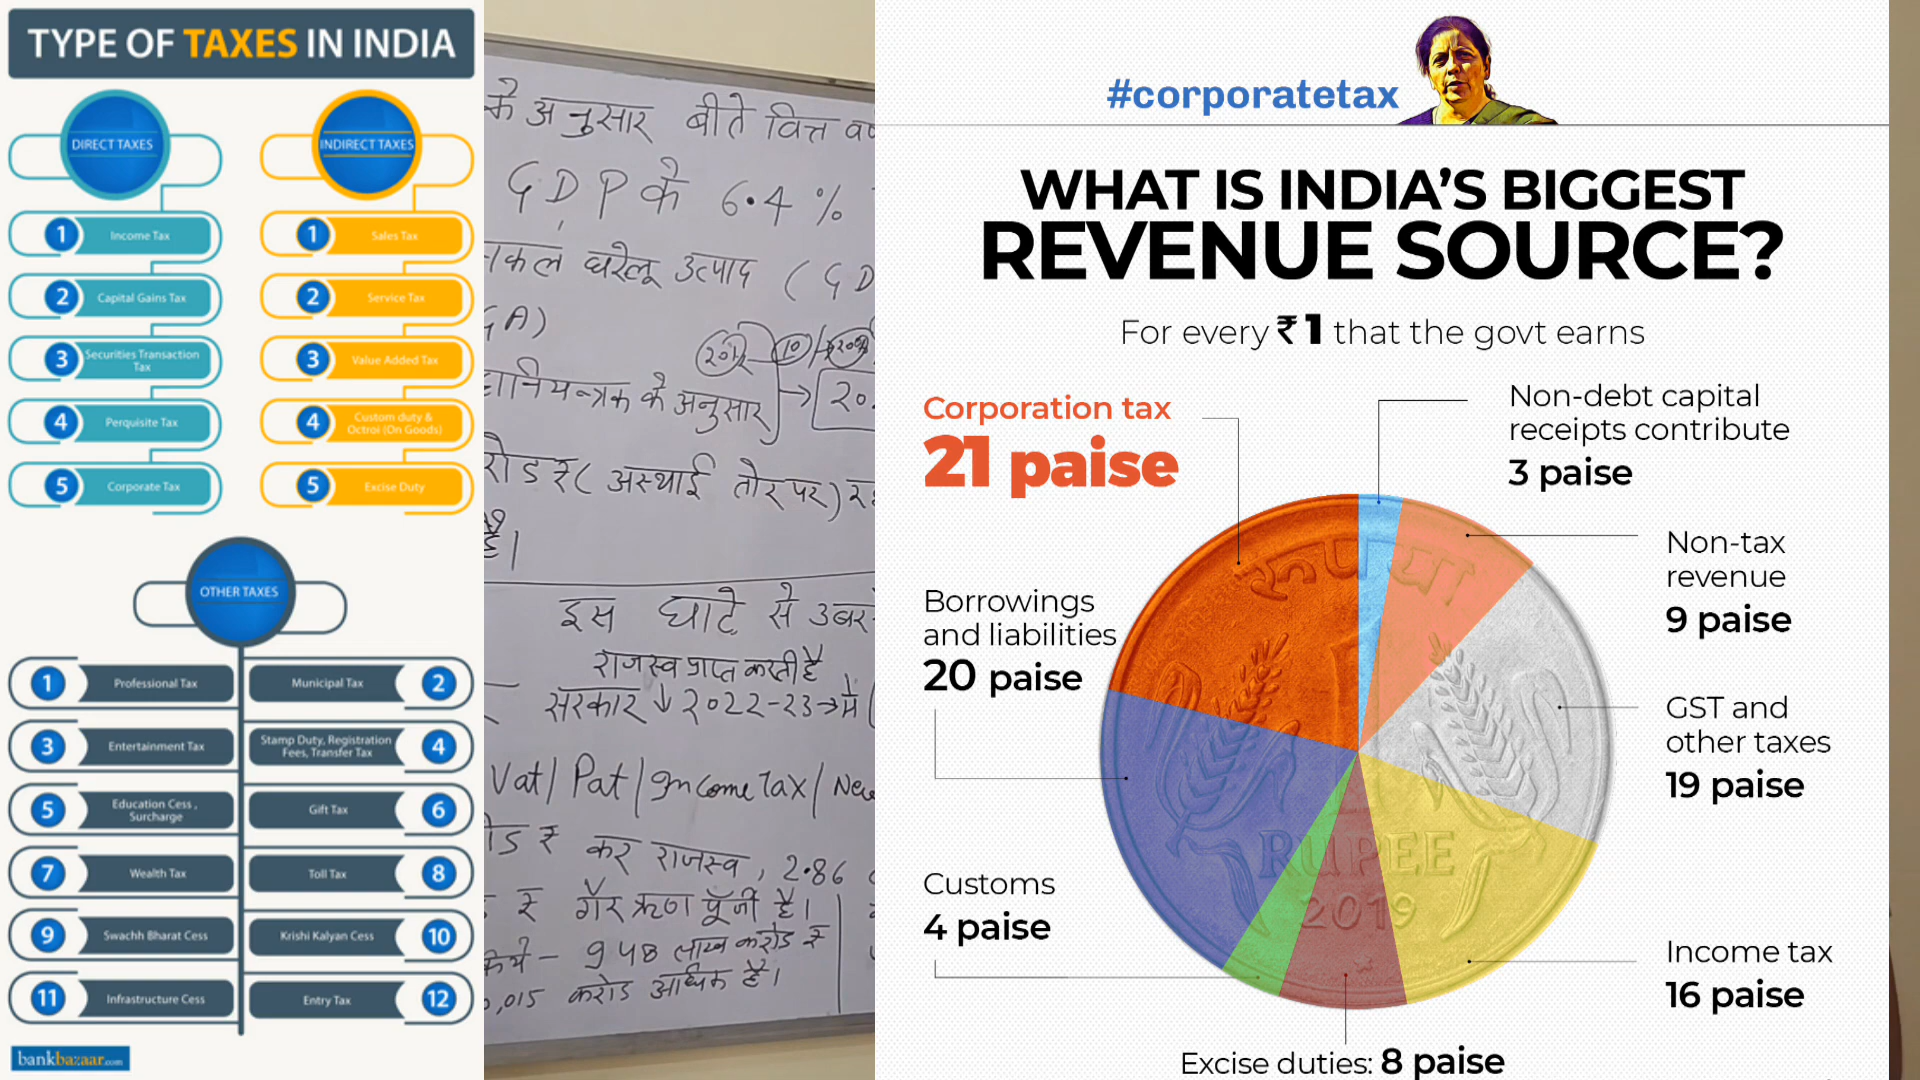 TYPE OF TAXES IN INDIA
DIRECT TAXES
1 Income Tax
2 Capital Gains Tax
3 Securities Transaction
Tax
4 Perquisite Tax
5 Corporate Tax
INDIRECT TAXES
1 Sales Tax
2 Service Tax
3 Value Added Tax
4 Custom duty &
Octroi (On Goods)
5 Excise Duty
OTHER TAXES
1 Professional Tax
Municipal Tax 2
3 Entertainment Tax
Stamp Duty, Registration
Fees, Transfer Tax 4
5 Education Cess,
Surcharge
Gift Tax 6
7 Wealth Tax
Toll Tax 8
9 Swachh Bharat Cess
Krishi Kalyan Cess 10
11 Infrastructure Cess
Entry Tax 12
bankbazaar.com
के अनुसार बीते वित्त
GDP के 6.4%
घरेलू उत्पाद (GD
GA)
के अनुसार
रोड ₹( अस्थाई तोर पर)
है।
इस घाटे से उबर
राजस्व प्राप्त करती है
सरकार ↓ २०22-23→में
Vat/ Pat/ Income Tax/ New
ोड ₹ कर राजस्व, 2.86
₹ गैर ऋण पूँजी है।
लाख करोड ₹
,015 करोड अधिक है।
#corporatetax
WHAT IS INDIA'S BIGGEST
REVENUE SOURCE?
For every ₹ 1 that the govt earns
Corporation tax
21 paise
Non-debt capital
receipts contribute
3 paise
Non-tax
revenue
9 paise
Borrowings
and liabilities
20 paise
GST and
other taxes
19 paise
Customs
4 paise
Income tax
16 paise
Excise duties: 8 paise
रुपया
RUPEE
2019